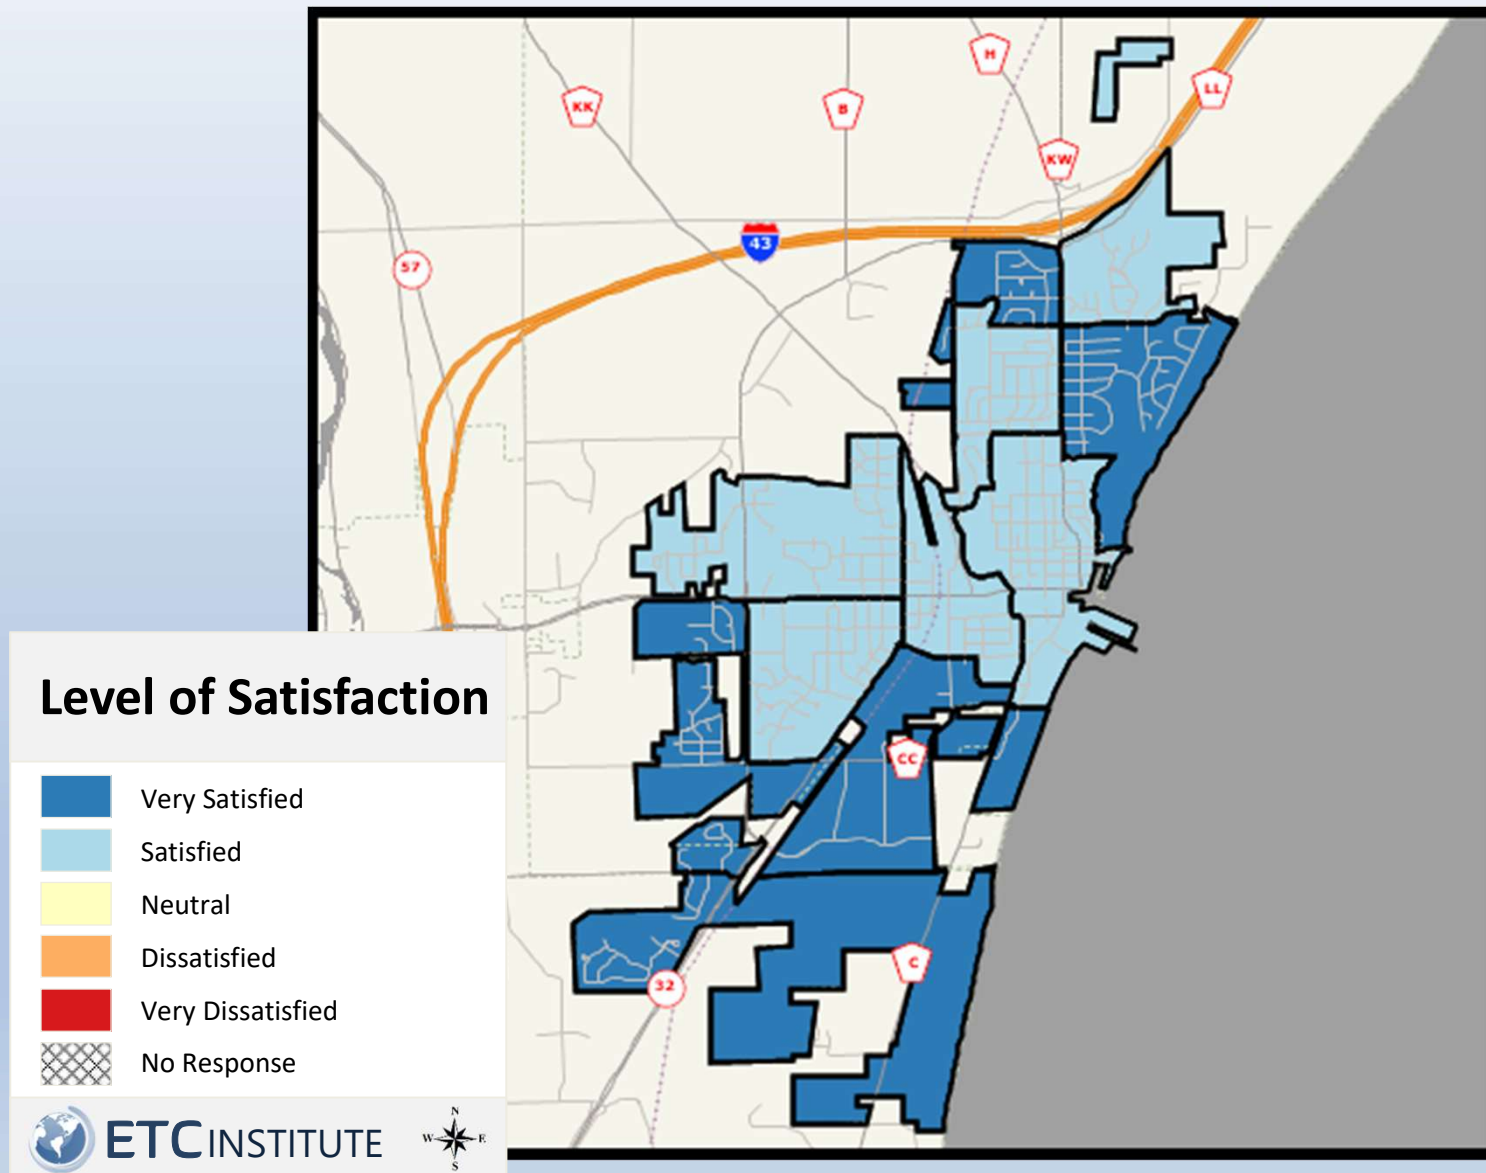 H
LL
KK
B
KW
43
57
CC
C
32
Level of Satisfaction
Very Satisfied
Satisfied
Neutral
Dissatisfied
Very Dissatisfied
No Response
ETC INSTITUTE
N
W E
S